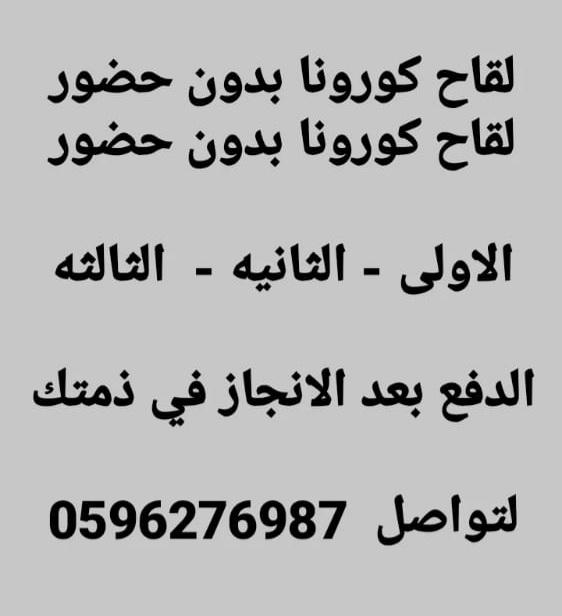 لقاح كورونا بدون حضور
لقاح كورونا بدون حضور
الاولى - الثانيه - الثالثه
الدفع بعد الانجاز في ذمتك
لتواصل 0596276987